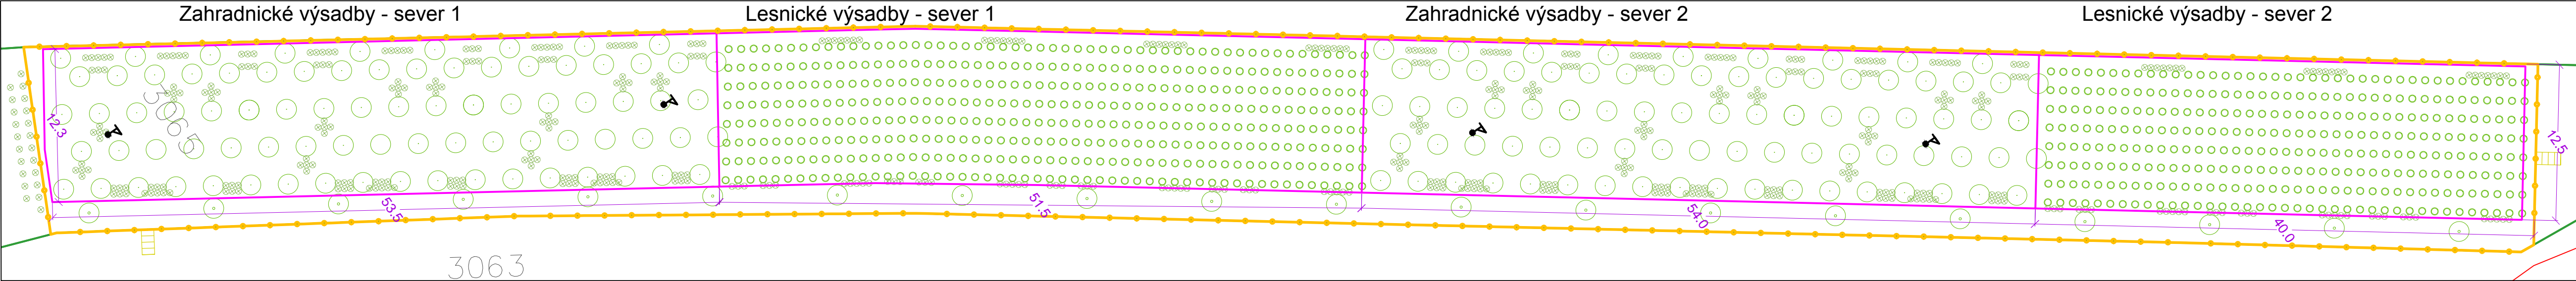 Zahradnické výsadby - sever 1
Lesnické výsadby - sever 1
Zahradnické výsadby - sever 2
Lesnické výsadby - sever 2
12.3
3065
A
A
A
A
12.5
53.5
51.5
54.0
40.0
3063